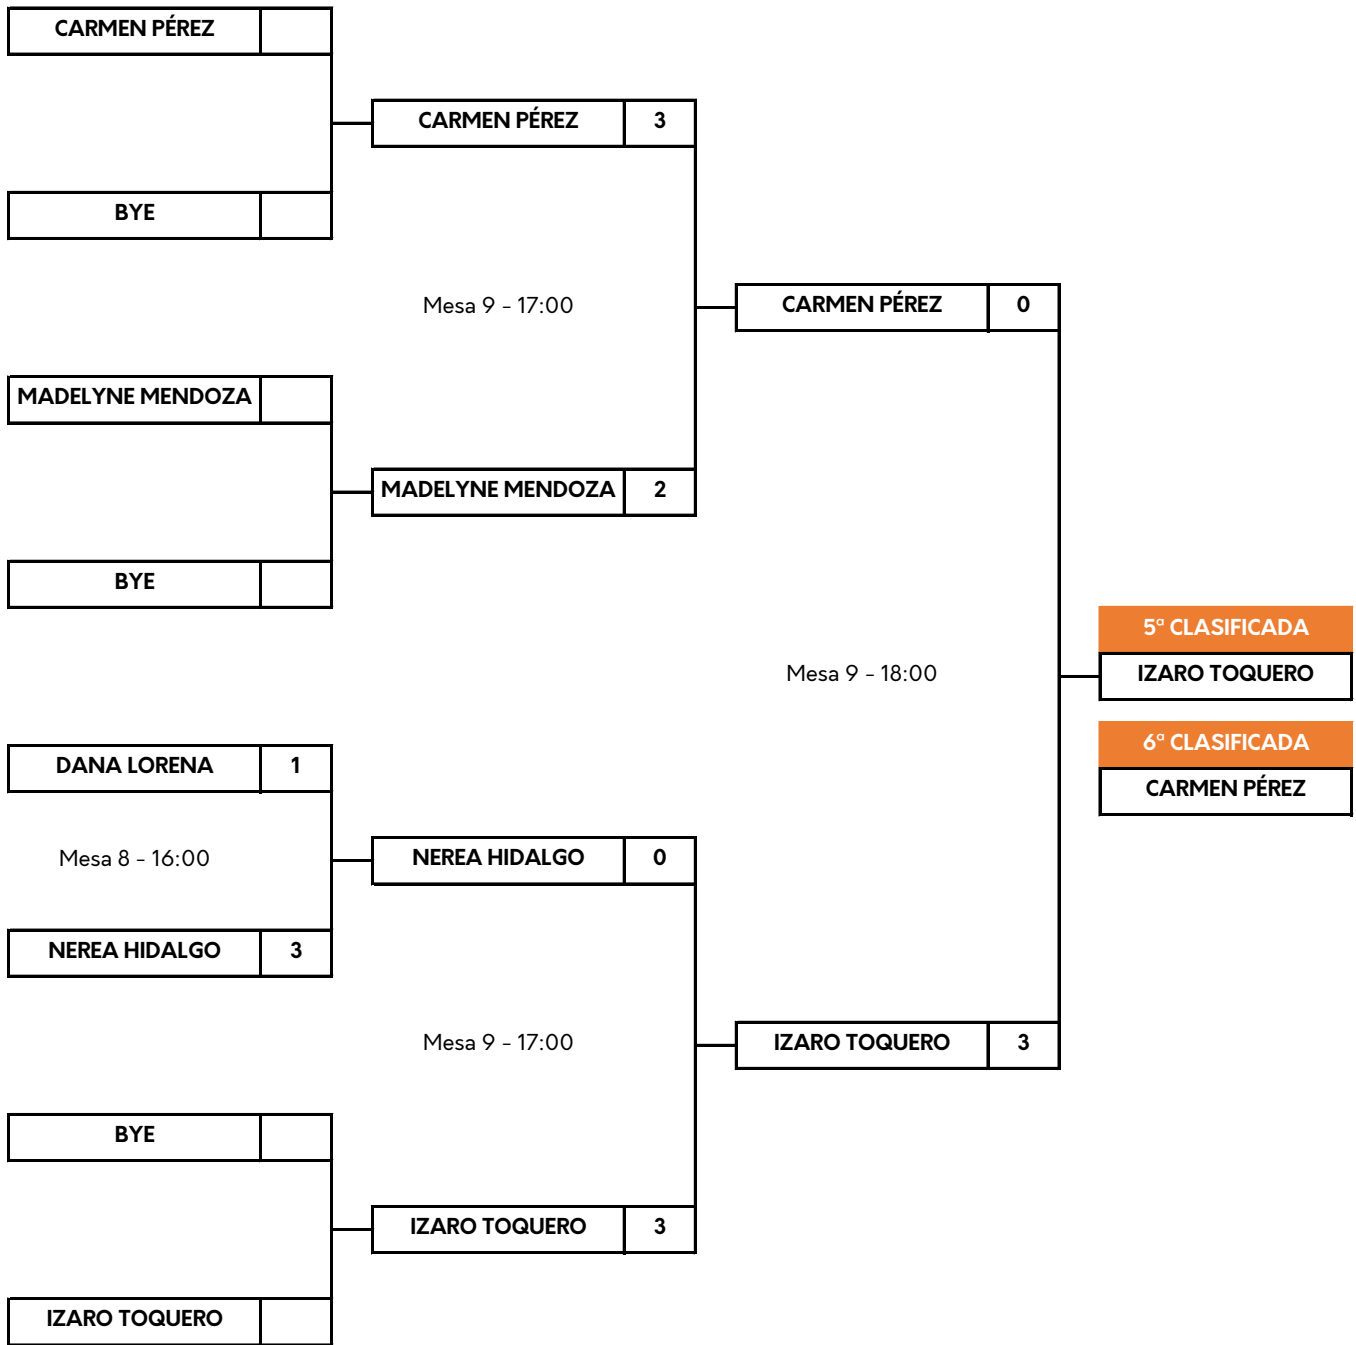 CARMEN PÉREZ
CARMEN PÉREZ 3
BYE
Mesa 9 - 17:00
CARMEN PÉREZ 0
MADELYNE MENDOZA
MADELYNE MENDOZA 2
BYE
5ª CLASIFICADA
Mesa 9 - 18:00
IZARO TOQUERO
6ª CLASIFICADA
DANA LORENA 1
CARMEN PÉREZ
Mesa 8 - 16:00
NEREA HIDALGO 0
NEREA HIDALGO 3
Mesa 9 - 17:00
IZARO TOQUERO 3
BYE
IZARO TOQUERO 3
IZARO TOQUERO